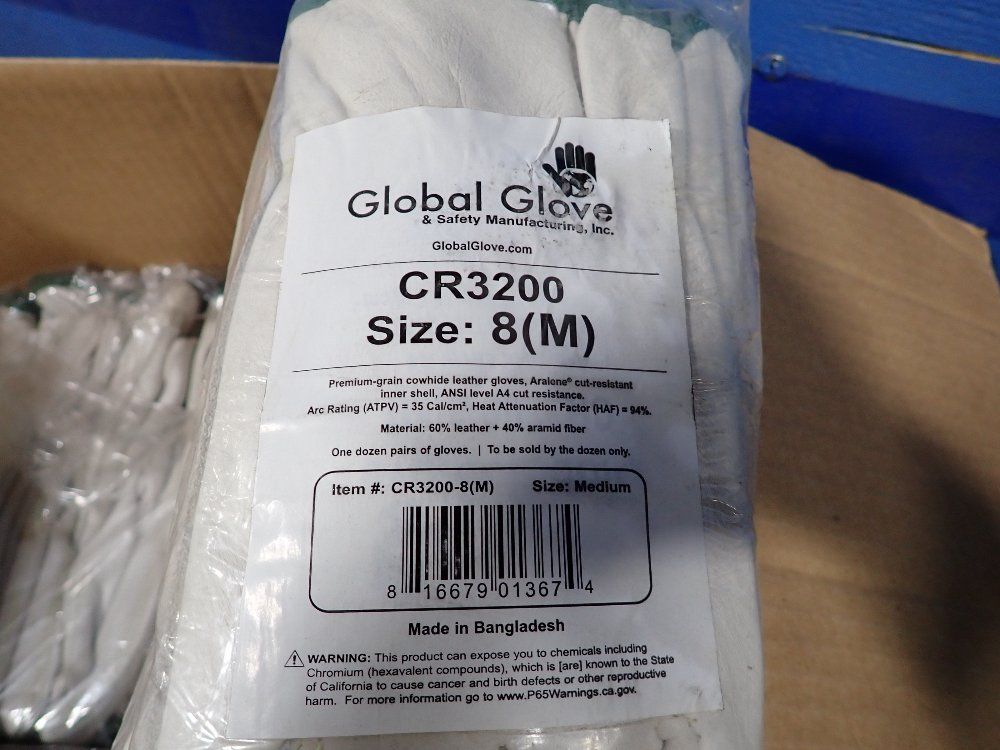 Global Glove
& Safety Manufacturing, Inc.
GlobalGlove.com
CR3200
Size: 8(M)
Premium-grain cowhide leather gloves, Aralene® cut-resistant
inner shell, ANSI level A4 cut resistance.
Arc Rating (ATPV) = 35 Cal/cm², Heat Attenuation Factor (HAF) = 94%.
Material: 60% leather + 40% aramid fiber
One dozen pairs of gloves. | To be sold by the dozen only.
Item #: CR3200-8(M) Size: Medium
8 16679 01367 4
Made in Bangladesh
⚠ WARNING: This product can expose you to chemicals including
Chromium (hexavalent compounds), which is [are] known to the State
of California to cause cancer and birth defects or other reproductive
harm. For more information go to www.P65Warnings.ca.gov.